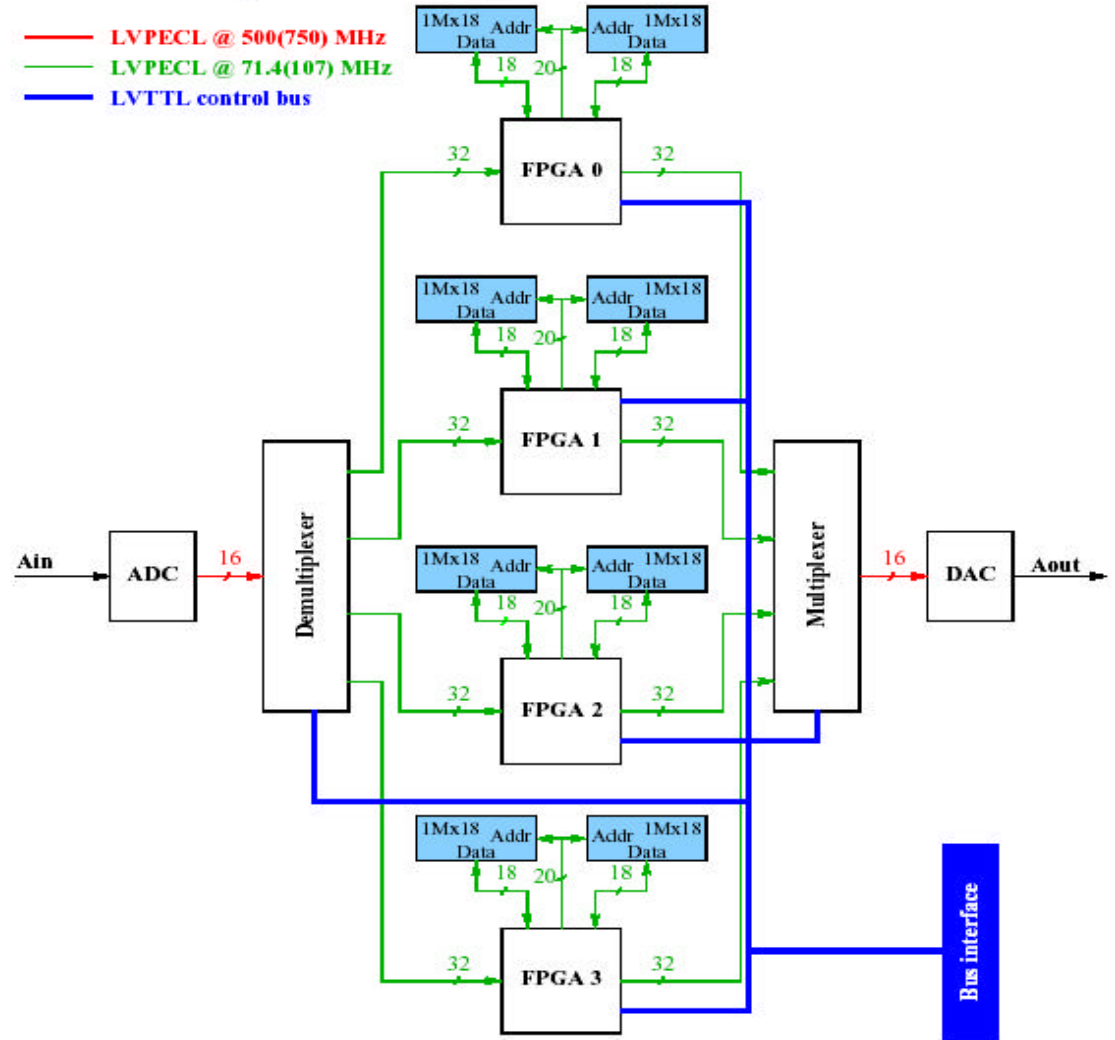 LVPECL @ 500(750) MHz
LVPECL @ 71.4(107) MHz
LVTTL control bus
1Mx18 Addr Data
Addr 1Mx18 Data
18 20 18
32 FPGA 0 32
1Mx18 Addr Data
Addr 1Mx18 Data
18 20 18
32 FPGA 1 32
Ain
ADC
16
Demultiplexer
1Mx18 Addr Data
Addr 1Mx18 Data
18 20 18
32 FPGA 2 32
Multiplexer
16
DAC
Aout
1Mx18 Addr Data
Addr 1Mx18 Data
18 20 18
32 FPGA 3 32
Bus interface